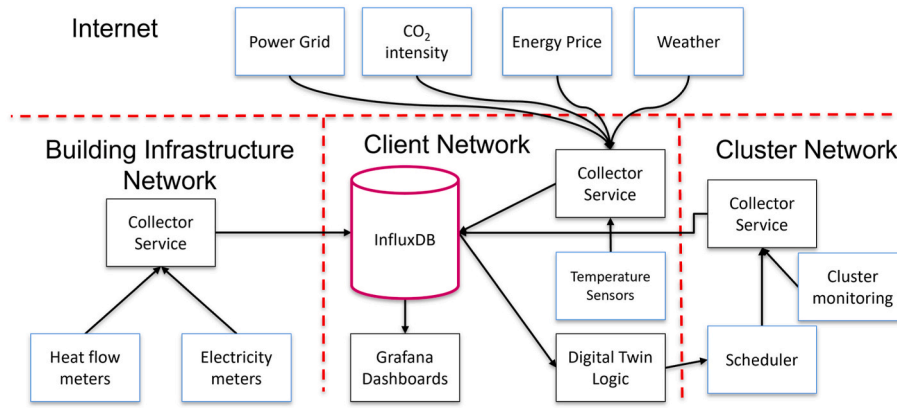 Internet
Power Grid
CO₂
intensity
Energy Price
Weather
Building Infrastructure
Network
Client Network
Cluster Network
Collector
Service
InfluxDB
Collector
Service
Collector
Service
Temperature
Sensors
Cluster
monitoring
Heat flow
meters
Electricity
meters
Grafana
Dashboards
Digital Twin
Logic
Scheduler